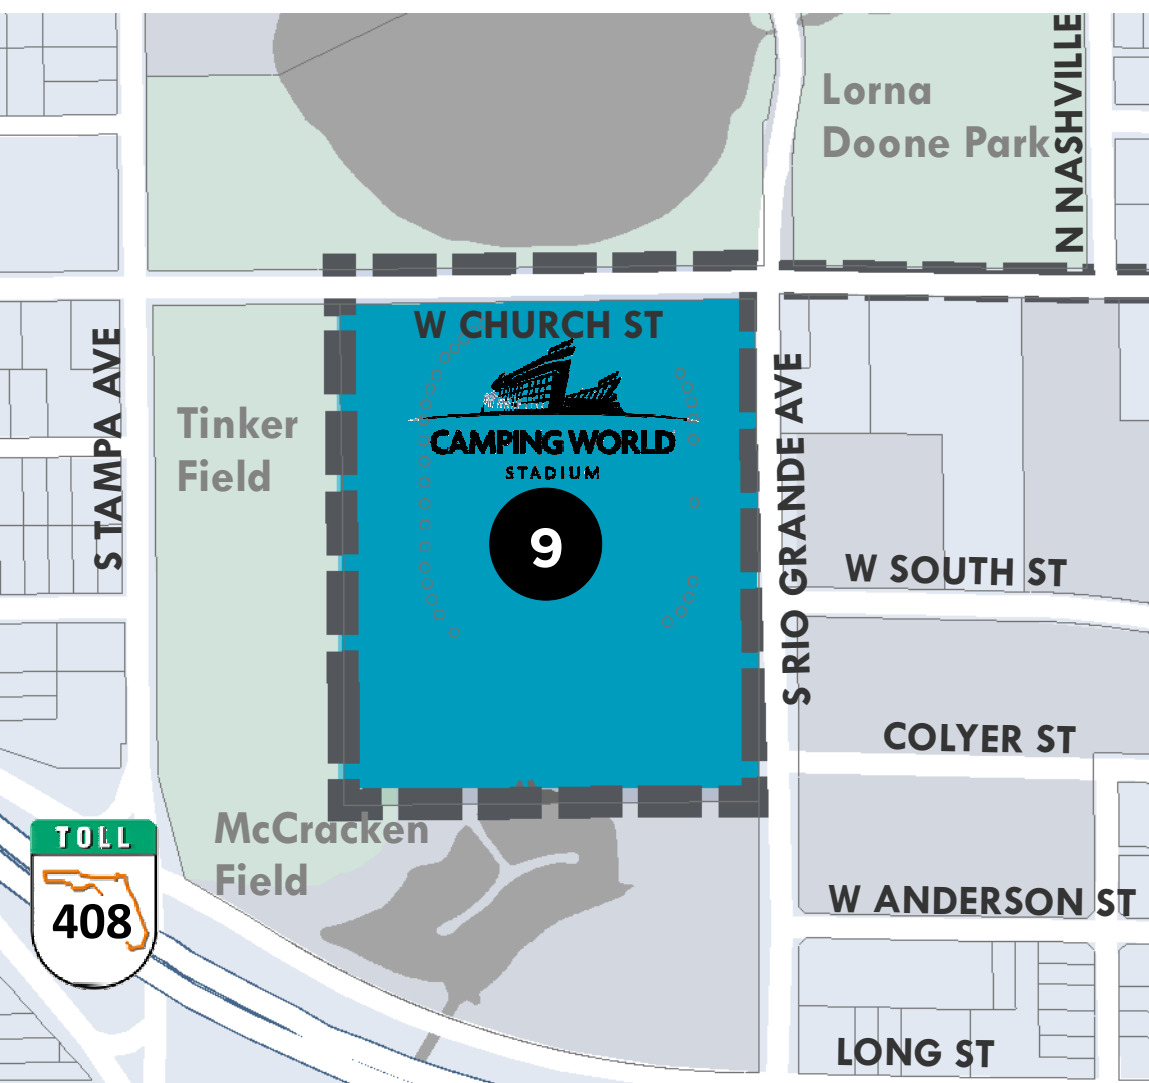 N NASHVILLE
Lorna
Doone Park
W CHURCH ST
S TAMPA AVE
Tinker
Field
CAMPING WORLD
STADIUM
9
S RIO GRANDE AVE
W SOUTH ST
COLYER ST
McCracken
Field
TOLL
408
W ANDERSON ST
LONG ST